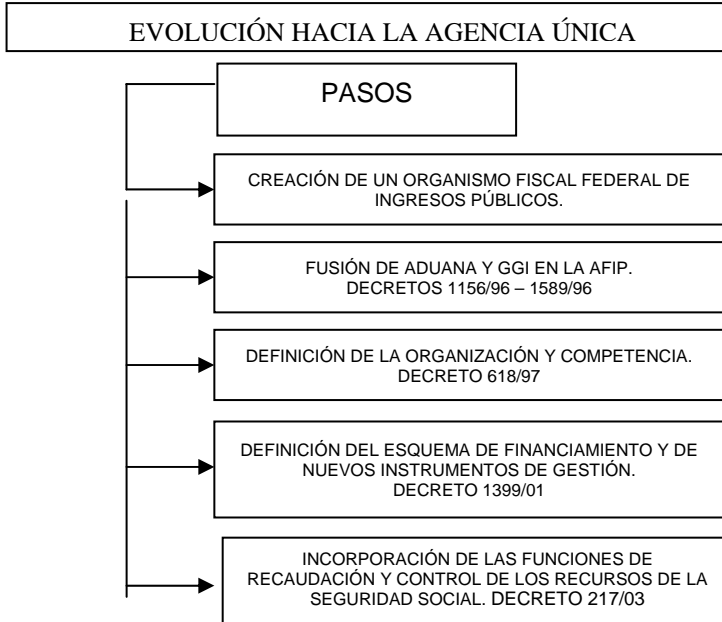 EVOLUCIÓN HACIA LA AGENCIA ÚNICA
PASOS
CREACIÓN DE UN ORGANISMO FISCAL FEDERAL DE
INGRESOS PÚBLICOS.
FUSIÓN DE ADUANA Y GGI EN LA AFIP.
DECRETOS 1156/96 – 1589/96
DEFINICIÓN DE LA ORGANIZACIÓN Y COMPETENCIA.
DECRETO 618/97
DEFINICIÓN DEL ESQUEMA DE FINANCIAMIENTO Y DE
NUEVOS INSTRUMENTOS DE GESTIÓN.
DECRETO 1399/01
INCORPORACIÓN DE LAS FUNCIONES DE
RECAUDACIÓN Y CONTROL DE LOS RECURSOS DE LA
SEGURIDAD SOCIAL. DECRETO 217/03